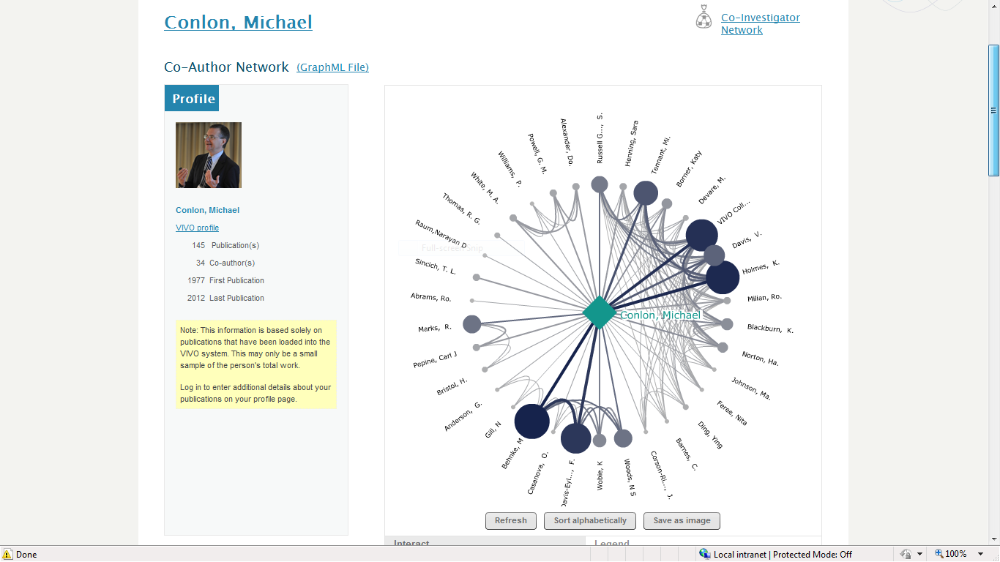 Conlon, Michael
Co-Investigator
Network
Co-Author Network (GraphML File)
Profile
Conlon, Michael
VIVO profile
145 Publication(s)
34 Co-author(s)
1977 First Publication
2012 Last Publication
Note: This information is based solely on
publications that have been loaded into the
VIVO system. This may only be a small
sample of the person's total work.
Log in to enter additional details about your
publications on your profile page.
Russell G..., S.
Henning, Sara
Tennant, Mi.
Borner, Katy
Devare, M.
VIVO Coll...
Davis, V.
Holmes, K.
Milian, Ro.
Blackburn, K.
Norton, Ha.
Johnson, Ma.
Feree, Nita
Ding, Ying
Barnes, C.
Corson-Ri..., J.
Woods, N S
Wobie, K
Davis-Eyl..., F.
Casanova, O.
Behnke, M
Gill, N
Anderson, G.
Bristol, H.
Pepine, Carl J
Marks, R.
Abrams, Ro.
Sincich, T. L.
Raum,Narayan D
Thomas, R. G.
White, M. A.
Williams, P.
Powell, G. M.
Alexander, Do.
Full-screen Snip
Conlon, Michael
Refresh
Sort alphabetically
Save as image
Interact
Legend
Done
Local intranet | Protected Mode: Off
100%